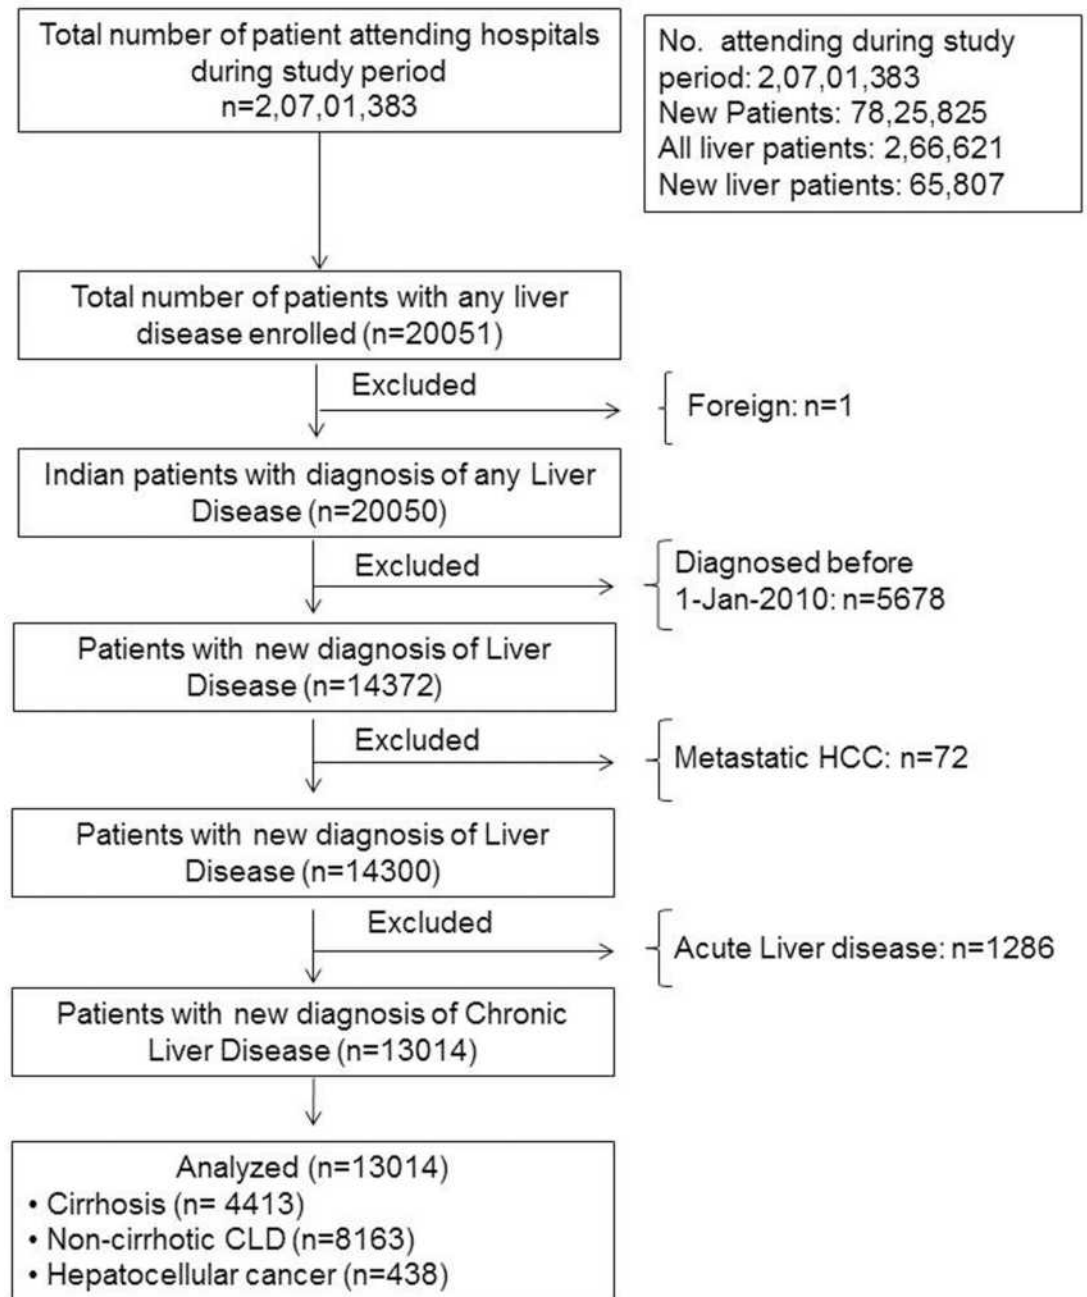 Total number of patient attending hospitals
during study period
n=2,07,01,383
No. attending during study
period: 2,07,01,383
New Patients: 78,25,825
All liver patients: 2,66,621
New liver patients: 65,807
Total number of patients with any liver
disease enrolled (n=20051)
Excluded
Foreign: n=1
Indian patients with diagnosis of any Liver
Disease (n=20050)
Excluded
Diagnosed before
1-Jan-2010: n=5678
Patients with new diagnosis of Liver
Disease (n=14372)
Excluded
Metastatic HCC: n=72
Patients with new diagnosis of Liver
Disease (n=14300)
Excluded
Acute Liver disease: n=1286
Patients with new diagnosis of Chronic
Liver Disease (n=13014)
Analyzed (n=13014)
• Cirrhosis (n= 4413)
• Non-cirrhotic CLD (n=8163)
• Hepatocellular cancer (n=438)